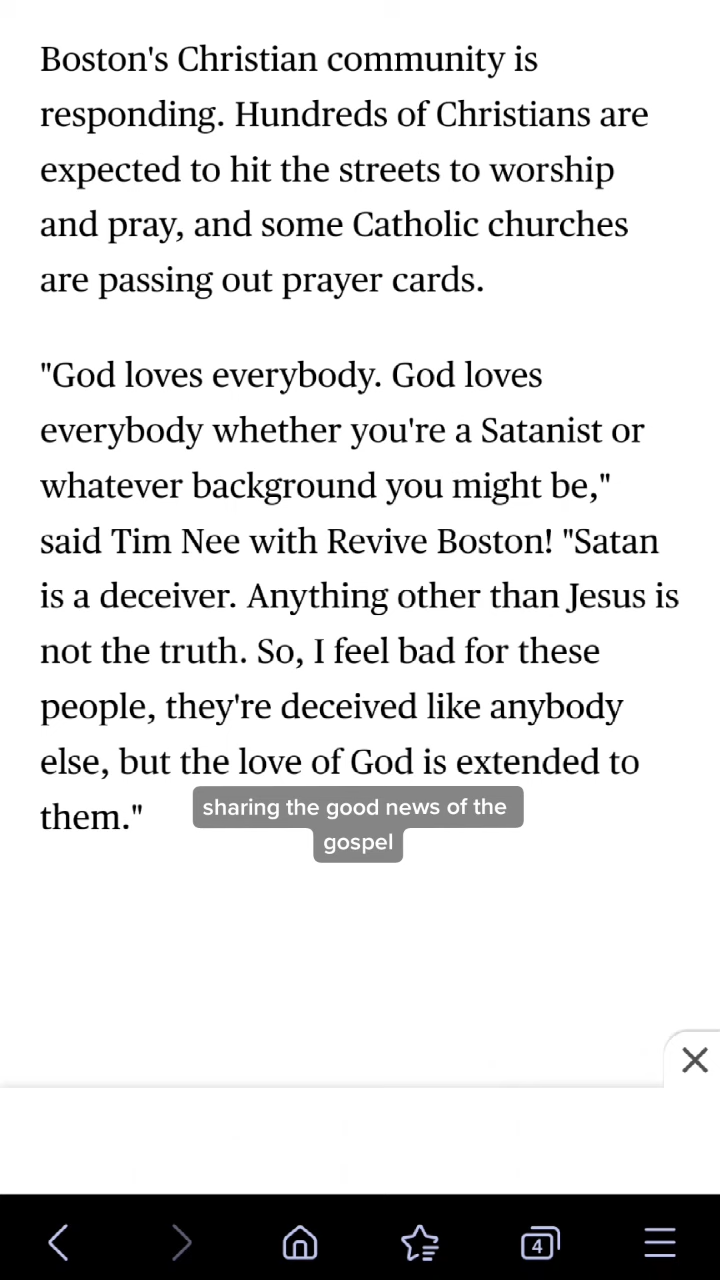 Boston's Christian community is
responding. Hundreds of Christians are
expected to hit the streets to worship
and pray, and some Catholic churches
are passing out prayer cards.
"God loves everybody. God loves
everybody whether you're a Satanist or
whatever background you might be,"
said Tim Nee with Revive Boston! "Satan
is a deceiver. Anything other than Jesus is
not the truth. So, I feel bad for these
people, they're deceived like anybody
else, but the love of God is extended to
them."
sharing the good news of the
gospel
4